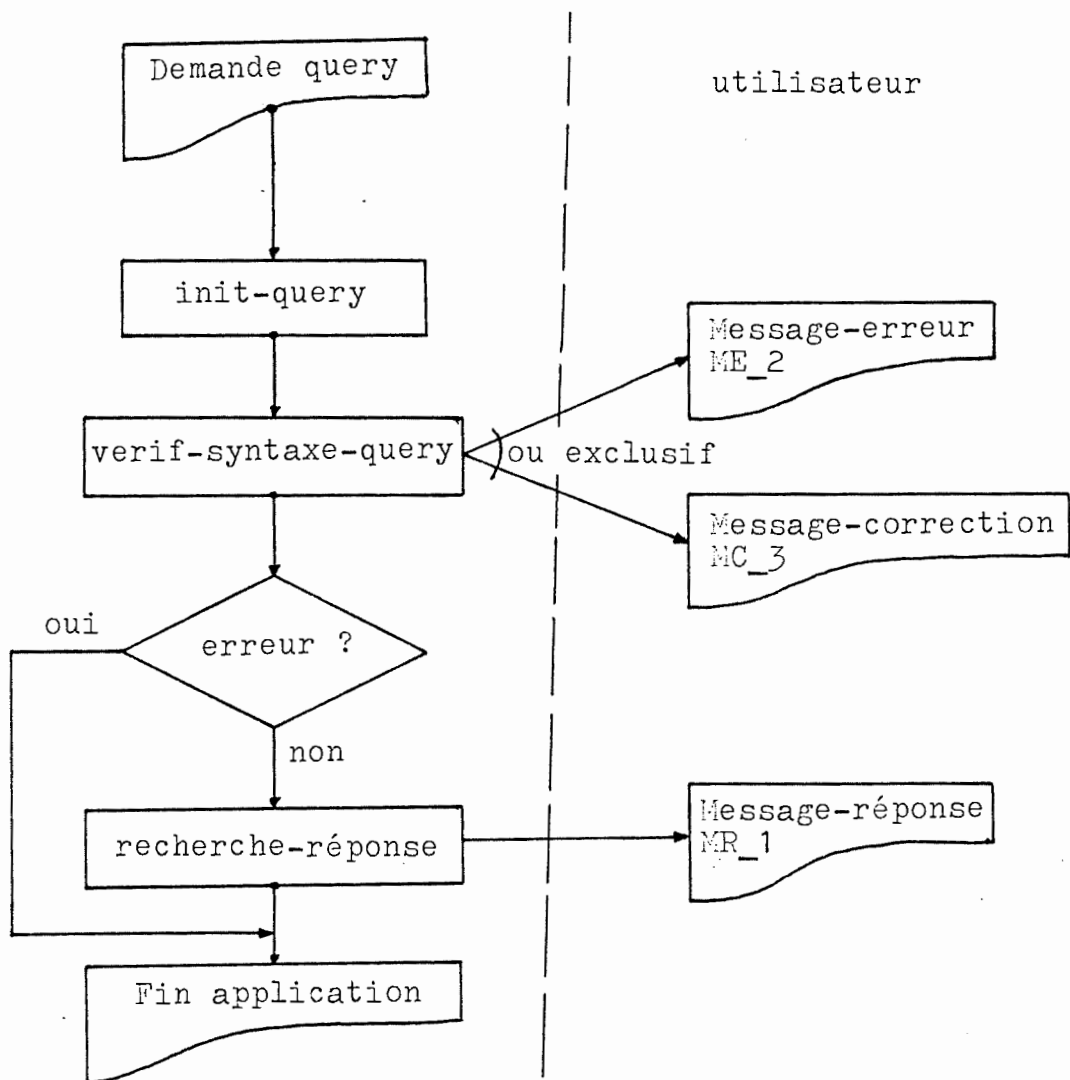 Demande query
utilisateur
init-query
Message-erreur
ME_2
verif-syntaxe-query
ou exclusif
Message-correction
MC_3
oui
erreur ?
non
Message-réponse
MR_1
recherche-réponse
Fin application